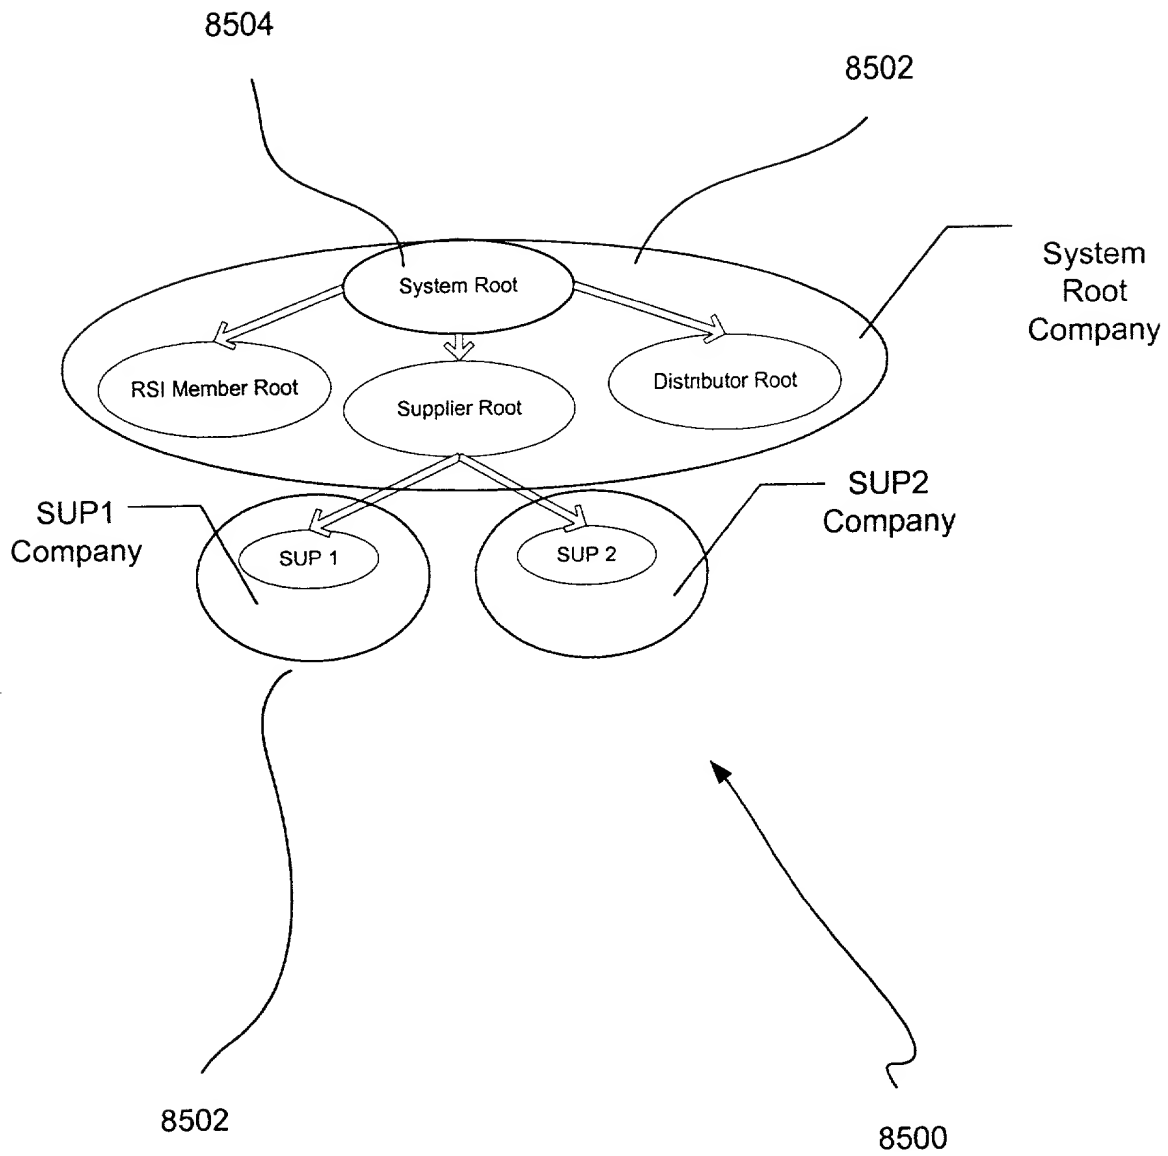 8504
8502
System Root
System
Root
Company
RSI Member Root
Supplier Root
Distributor Root
SUP1
Company
SUP2
Company
SUP 1
SUP 2
8502
8500